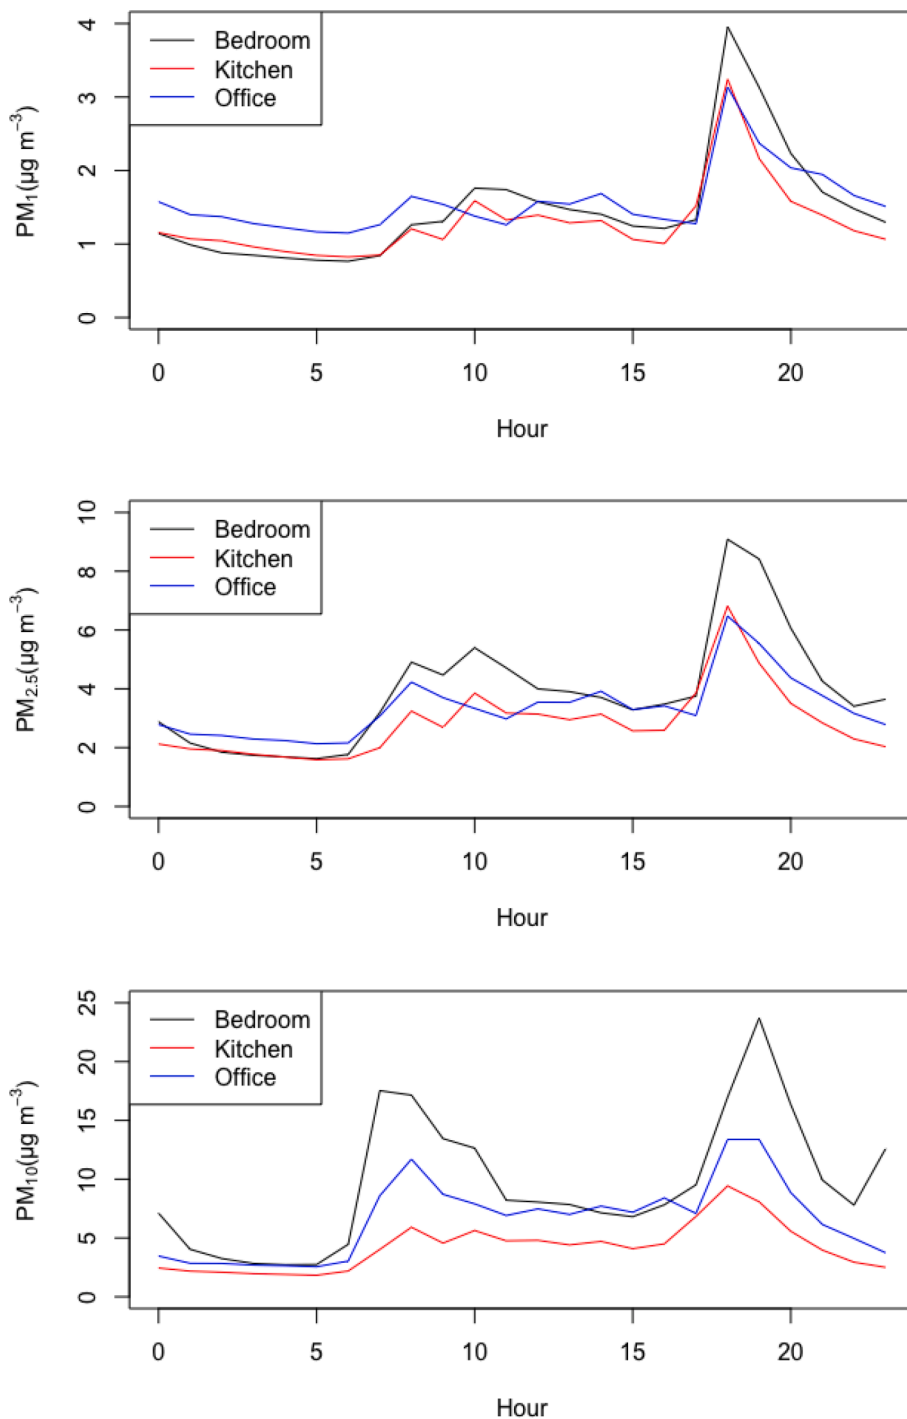 PM₁(µg m⁻³)
4
3
2
1
0
Bedroom
Kitchen
Office
0 5 10 15 20
Hour
PM₂.₅(µg m⁻³)
10
8
6
4
2
0
Bedroom
Kitchen
Office
0 5 10 15 20
Hour
PM₁₀(µg m⁻³)
25
20
15
10
5
0
Bedroom
Kitchen
Office
0 5 10 15 20
Hour